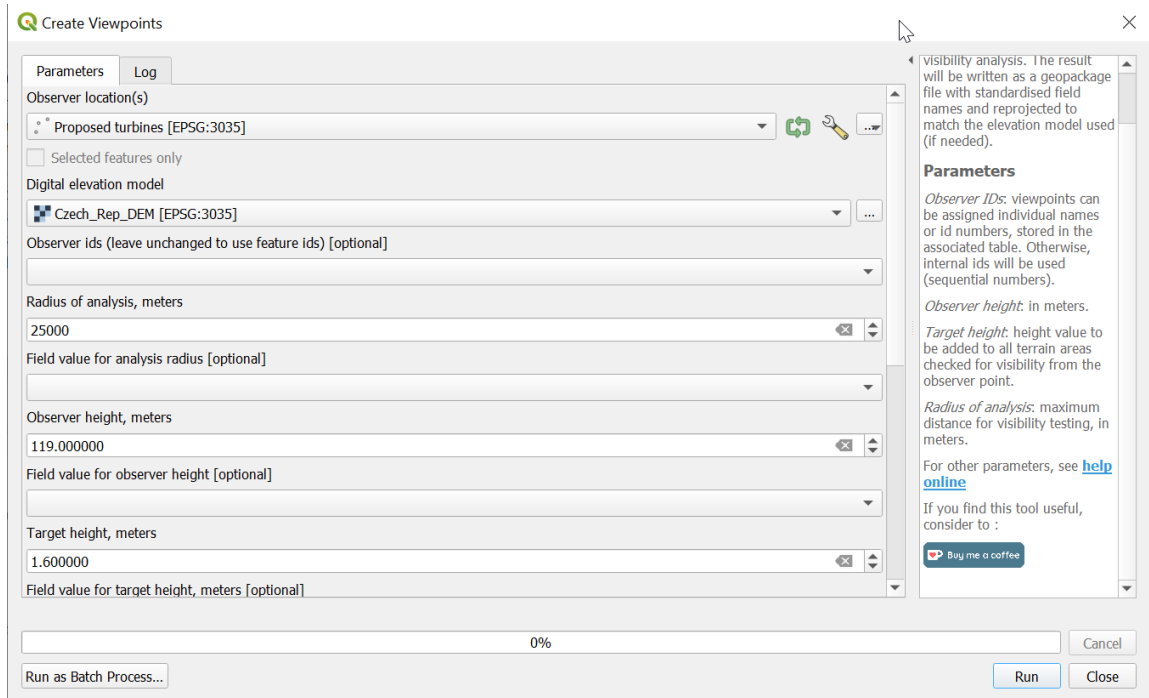 Create Viewpoints
Parameters
Log
Observer location(s)
Proposed turbines [EPSG:3035]
...
Selected features only
Digital elevation model
Czech_Rep_DEM [EPSG:3035]
...
Observer ids (leave unchanged to use feature ids) [optional]
Radius of analysis, meters
25000
Field value for analysis radius [optional]
Observer height, meters
119.000000
Field value for observer height [optional]
Target height, meters
1.600000
Field value for target height, meters [optional]
visibility analysis. The result
will be written as a geopackage
file with standardised field
names and reprojected to
match the elevation model used
(if needed).
Parameters
Observer IDs: viewpoints can
be assigned individual names
or id numbers, stored in the
associated table. Otherwise,
internal ids will be used
(sequential numbers).
Observer height: in meters.
Target height: height value to
be added to all terrain areas
checked for visibility from the
observer point.
Radius of analysis: maximum
distance for visibility testing, in
meters.
For other parameters, see help
online
If you find this tool useful,
consider to :
Buy me a coffee
0%
Cancel
Run as Batch Process...
Run
Close